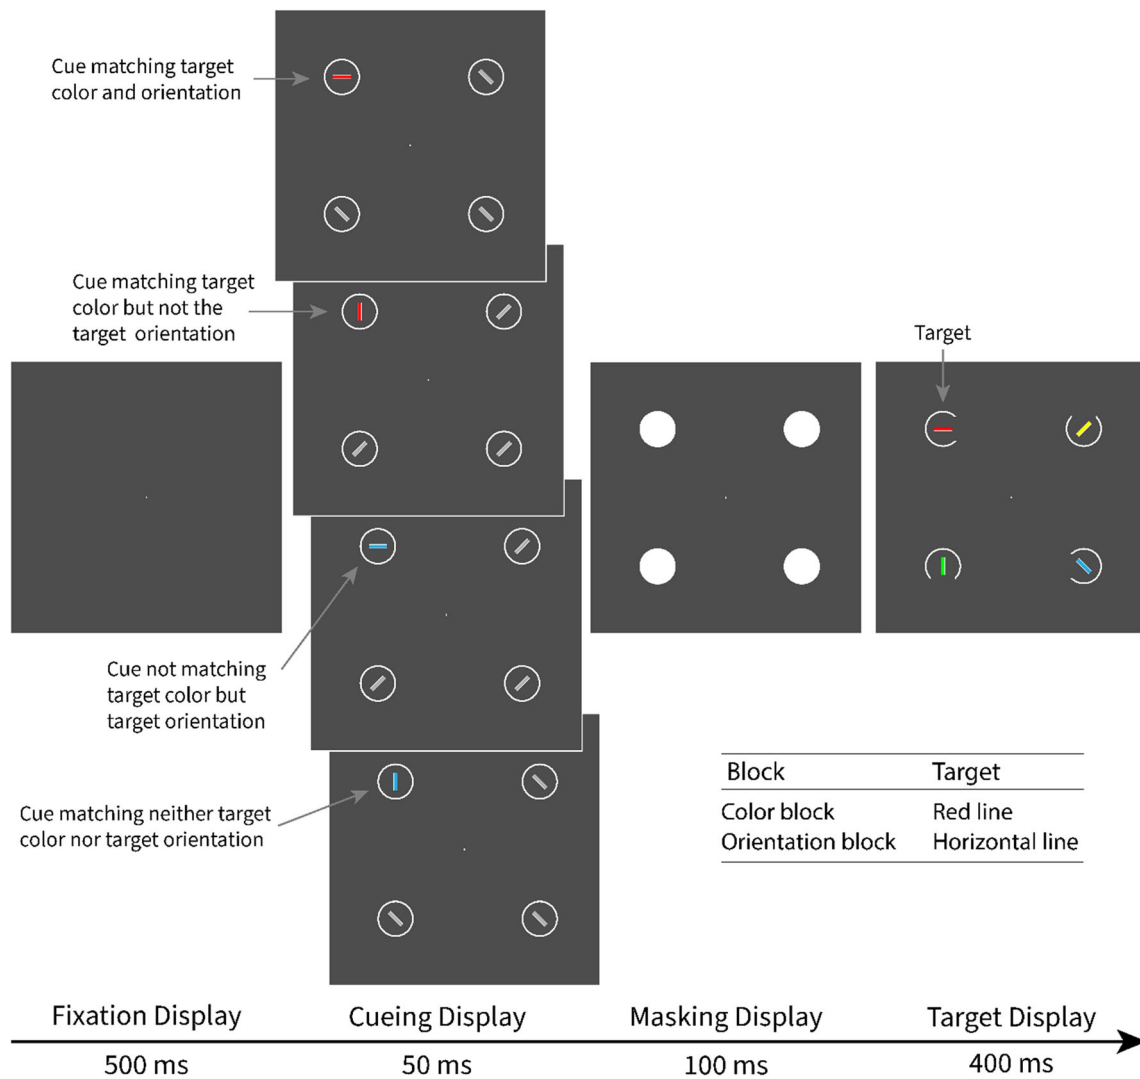 Cue matching target
color and orientation
Cue matching target
color but not the
target orientation
Target
Cue not matching
target color but
target orientation
Block Target
Color block Red line
Orientation block Horizontal line
Cue matching neither target
color nor target orientation
Fixation Display Cueing Display Masking Display Target Display
500 ms 50 ms 100 ms 400 ms